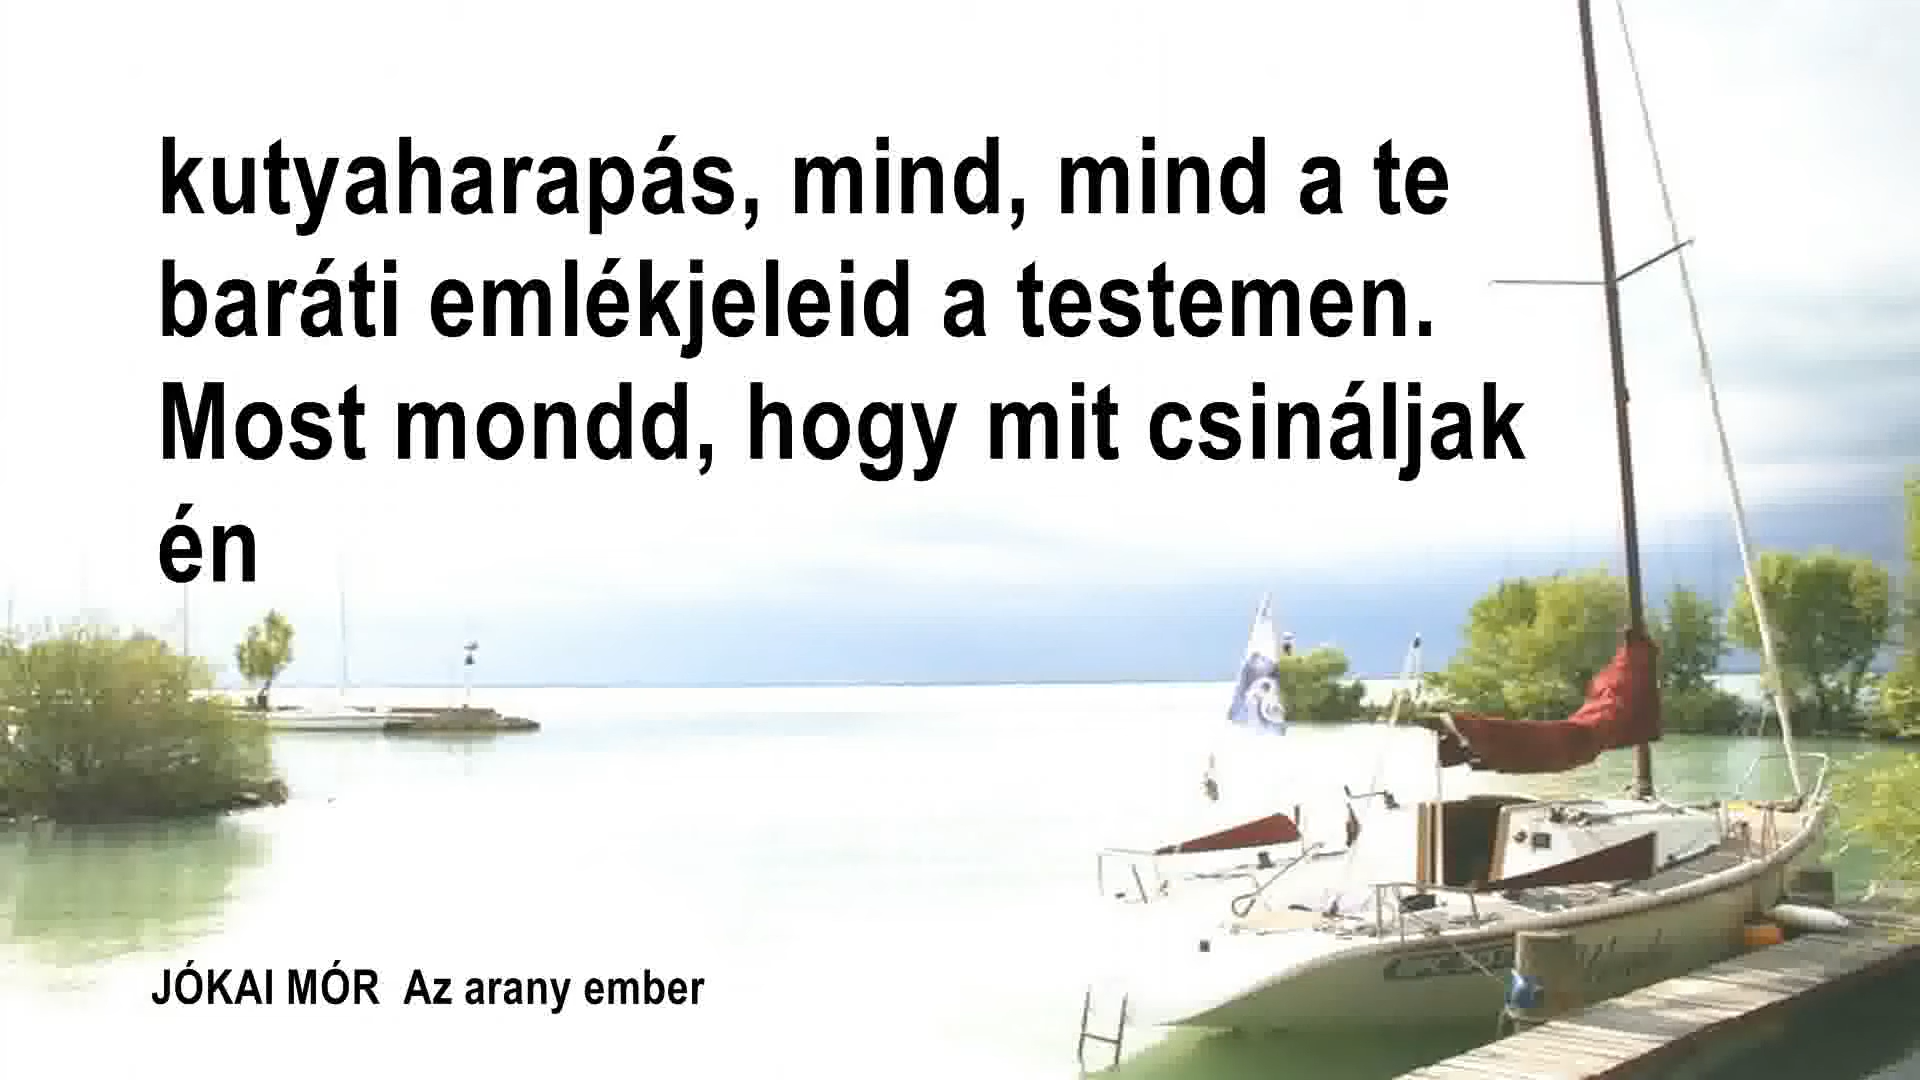 kutyaharapás, mind, mind a te
baráti emlékjeleid a testemen.
Most mondd, hogy mit csináljak
én
JÓKAI MÓR  Az arany ember